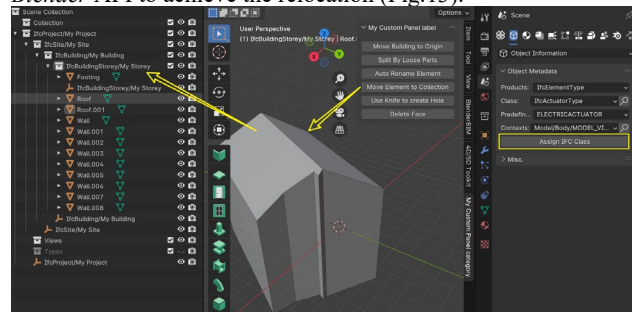 Blender API to achieve the relocation (Fig.13).
Scene Collection
Collection
IfcProject/My Project
IfcSite/My Site
IfcBuilding/My Building
IfcBuildingStorey/My Storey
Footing
IfcBuildingStorey/My Storey
Roof
Roof.001
Wall
Wall.001
Wall.002
Wall.003
Wall.004
Wall.005
Wall.006
Wall.007
Wall.008
IfcBuilding/My Building
IfcSite/My Site
Views
Types
IfcProject/My Project
Options
User Perspective
(1) IfcBuildingStorey/My Storey | Roof.
My Custom Panel label
Move Building to Origin
Split By Loose Parts
Auto Rename Element
Move Element to Collection
Use Knife to create Hole
Delete Face
Item
Tool
View
BlenderBIM
4D/5D Toolkit
My Custom Panel category
Scene
Object Information
Object Metadata
Products: IfcElementType
Class: IfcActuatorType
Predefin... ELECTRICACTUATOR
Contexts: Model/Body/MODEL_VI...
Assign IFC Class
Misc.